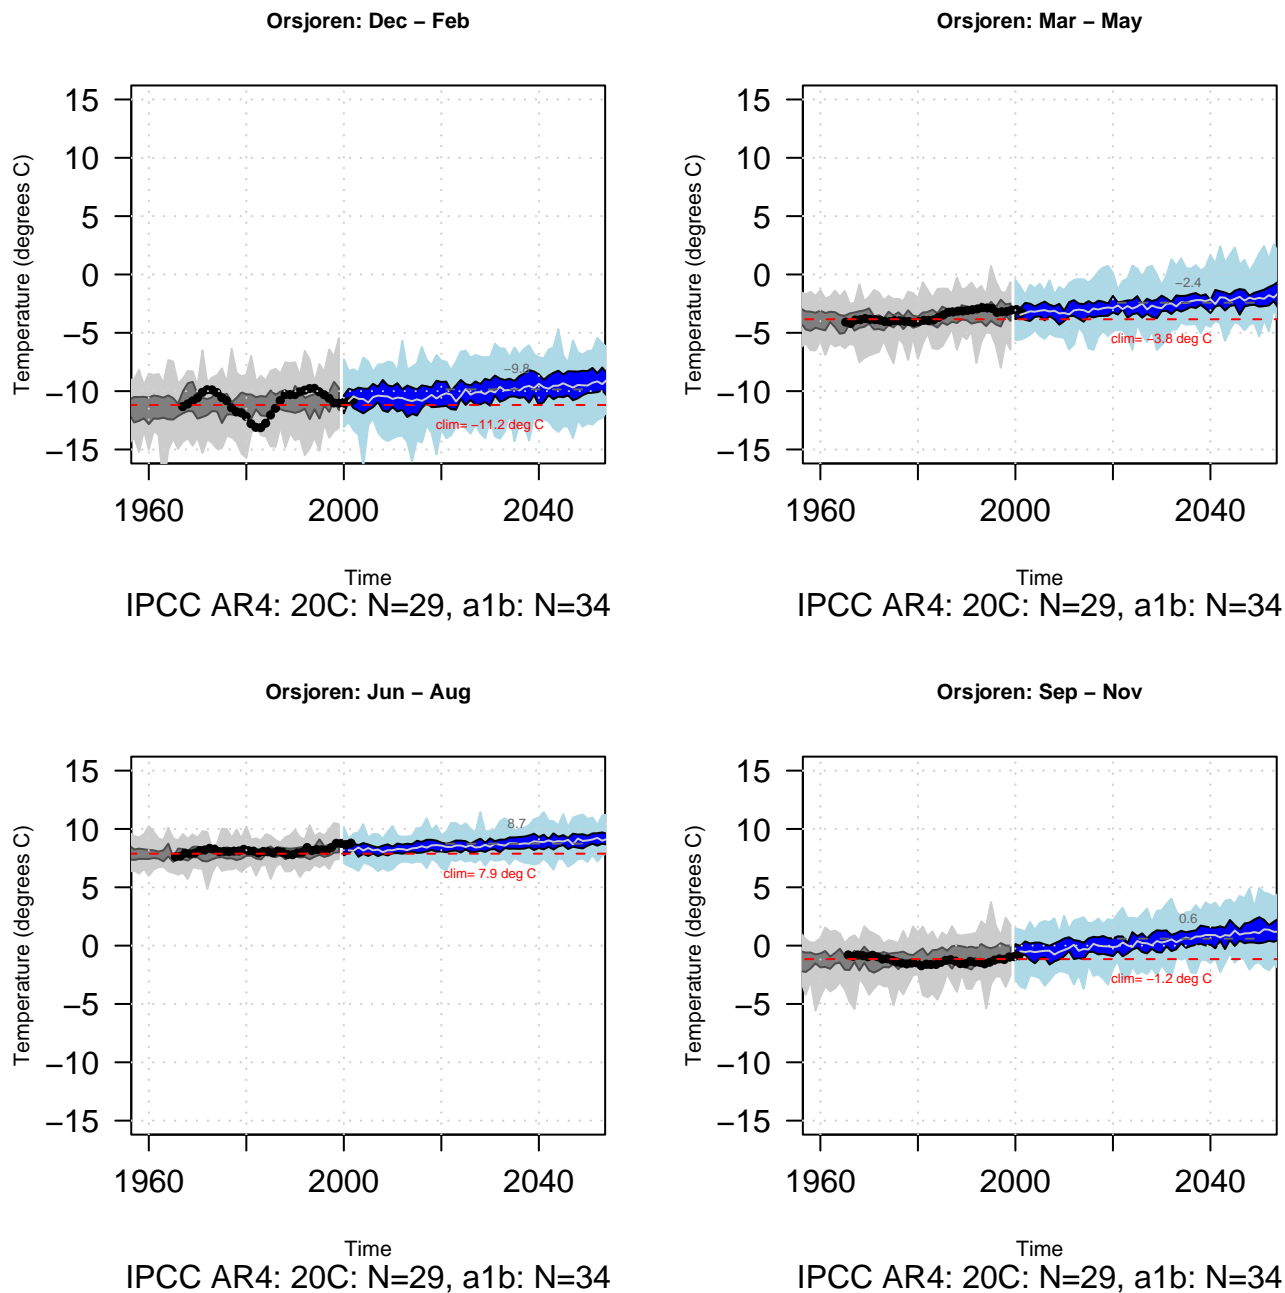 Orsjoren: Dec − Feb
Temperature (degrees C)
15
10
5
0
−5
−10
−15
−9.8
clim= −11.2 deg C
1960
2000
2040
Time
IPCC AR4: 20C: N=29, a1b: N=34
Orsjoren: Mar − May
Temperature (degrees C)
15
10
5
0
−5
−10
−15
−2.4
clim= −3.8 deg C
1960
2000
2040
Time
IPCC AR4: 20C: N=29, a1b: N=34
Orsjoren: Jun − Aug
Temperature (degrees C)
15
10
5
0
−5
−10
−15
8.7
clim= 7.9 deg C
1960
2000
2040
Time
IPCC AR4: 20C: N=29, a1b: N=34
Orsjoren: Sep − Nov
Temperature (degrees C)
15
10
5
0
−5
−10
−15
0.6
clim= −1.2 deg C
1960
2000
2040
Time
IPCC AR4: 20C: N=29, a1b: N=34